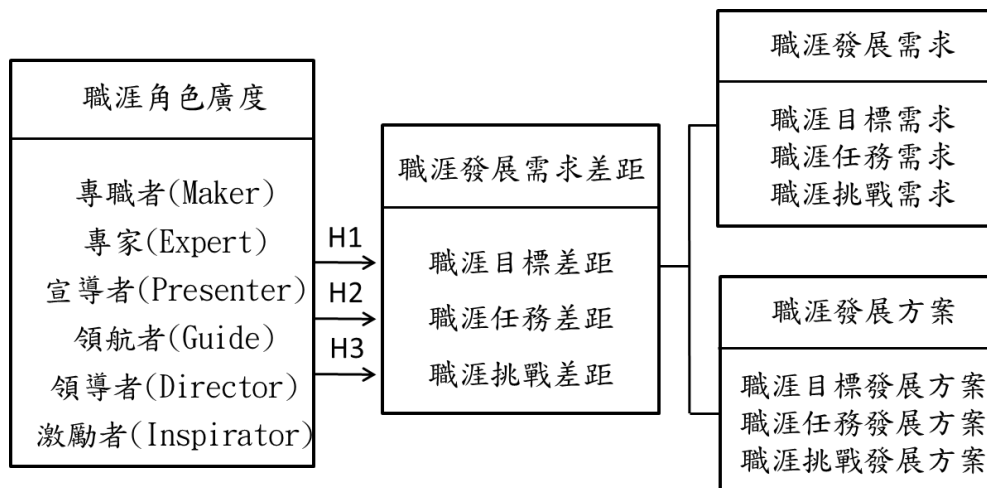 職涯角色廣度
專職者(Maker)
專家(Expert)
宣導者(Presenter)
領航者(Guide)
領導者(Director)
激勵者(Inspirator)
H1
H2
H3
職涯發展需求差距
職涯目標差距
職涯任務差距
職涯挑戰差距
職涯發展需求
職涯目標需求
職涯任務需求
職涯挑戰需求
職涯發展方案
職涯目標發展方案
職涯任務發展方案
職涯挑戰發展方案